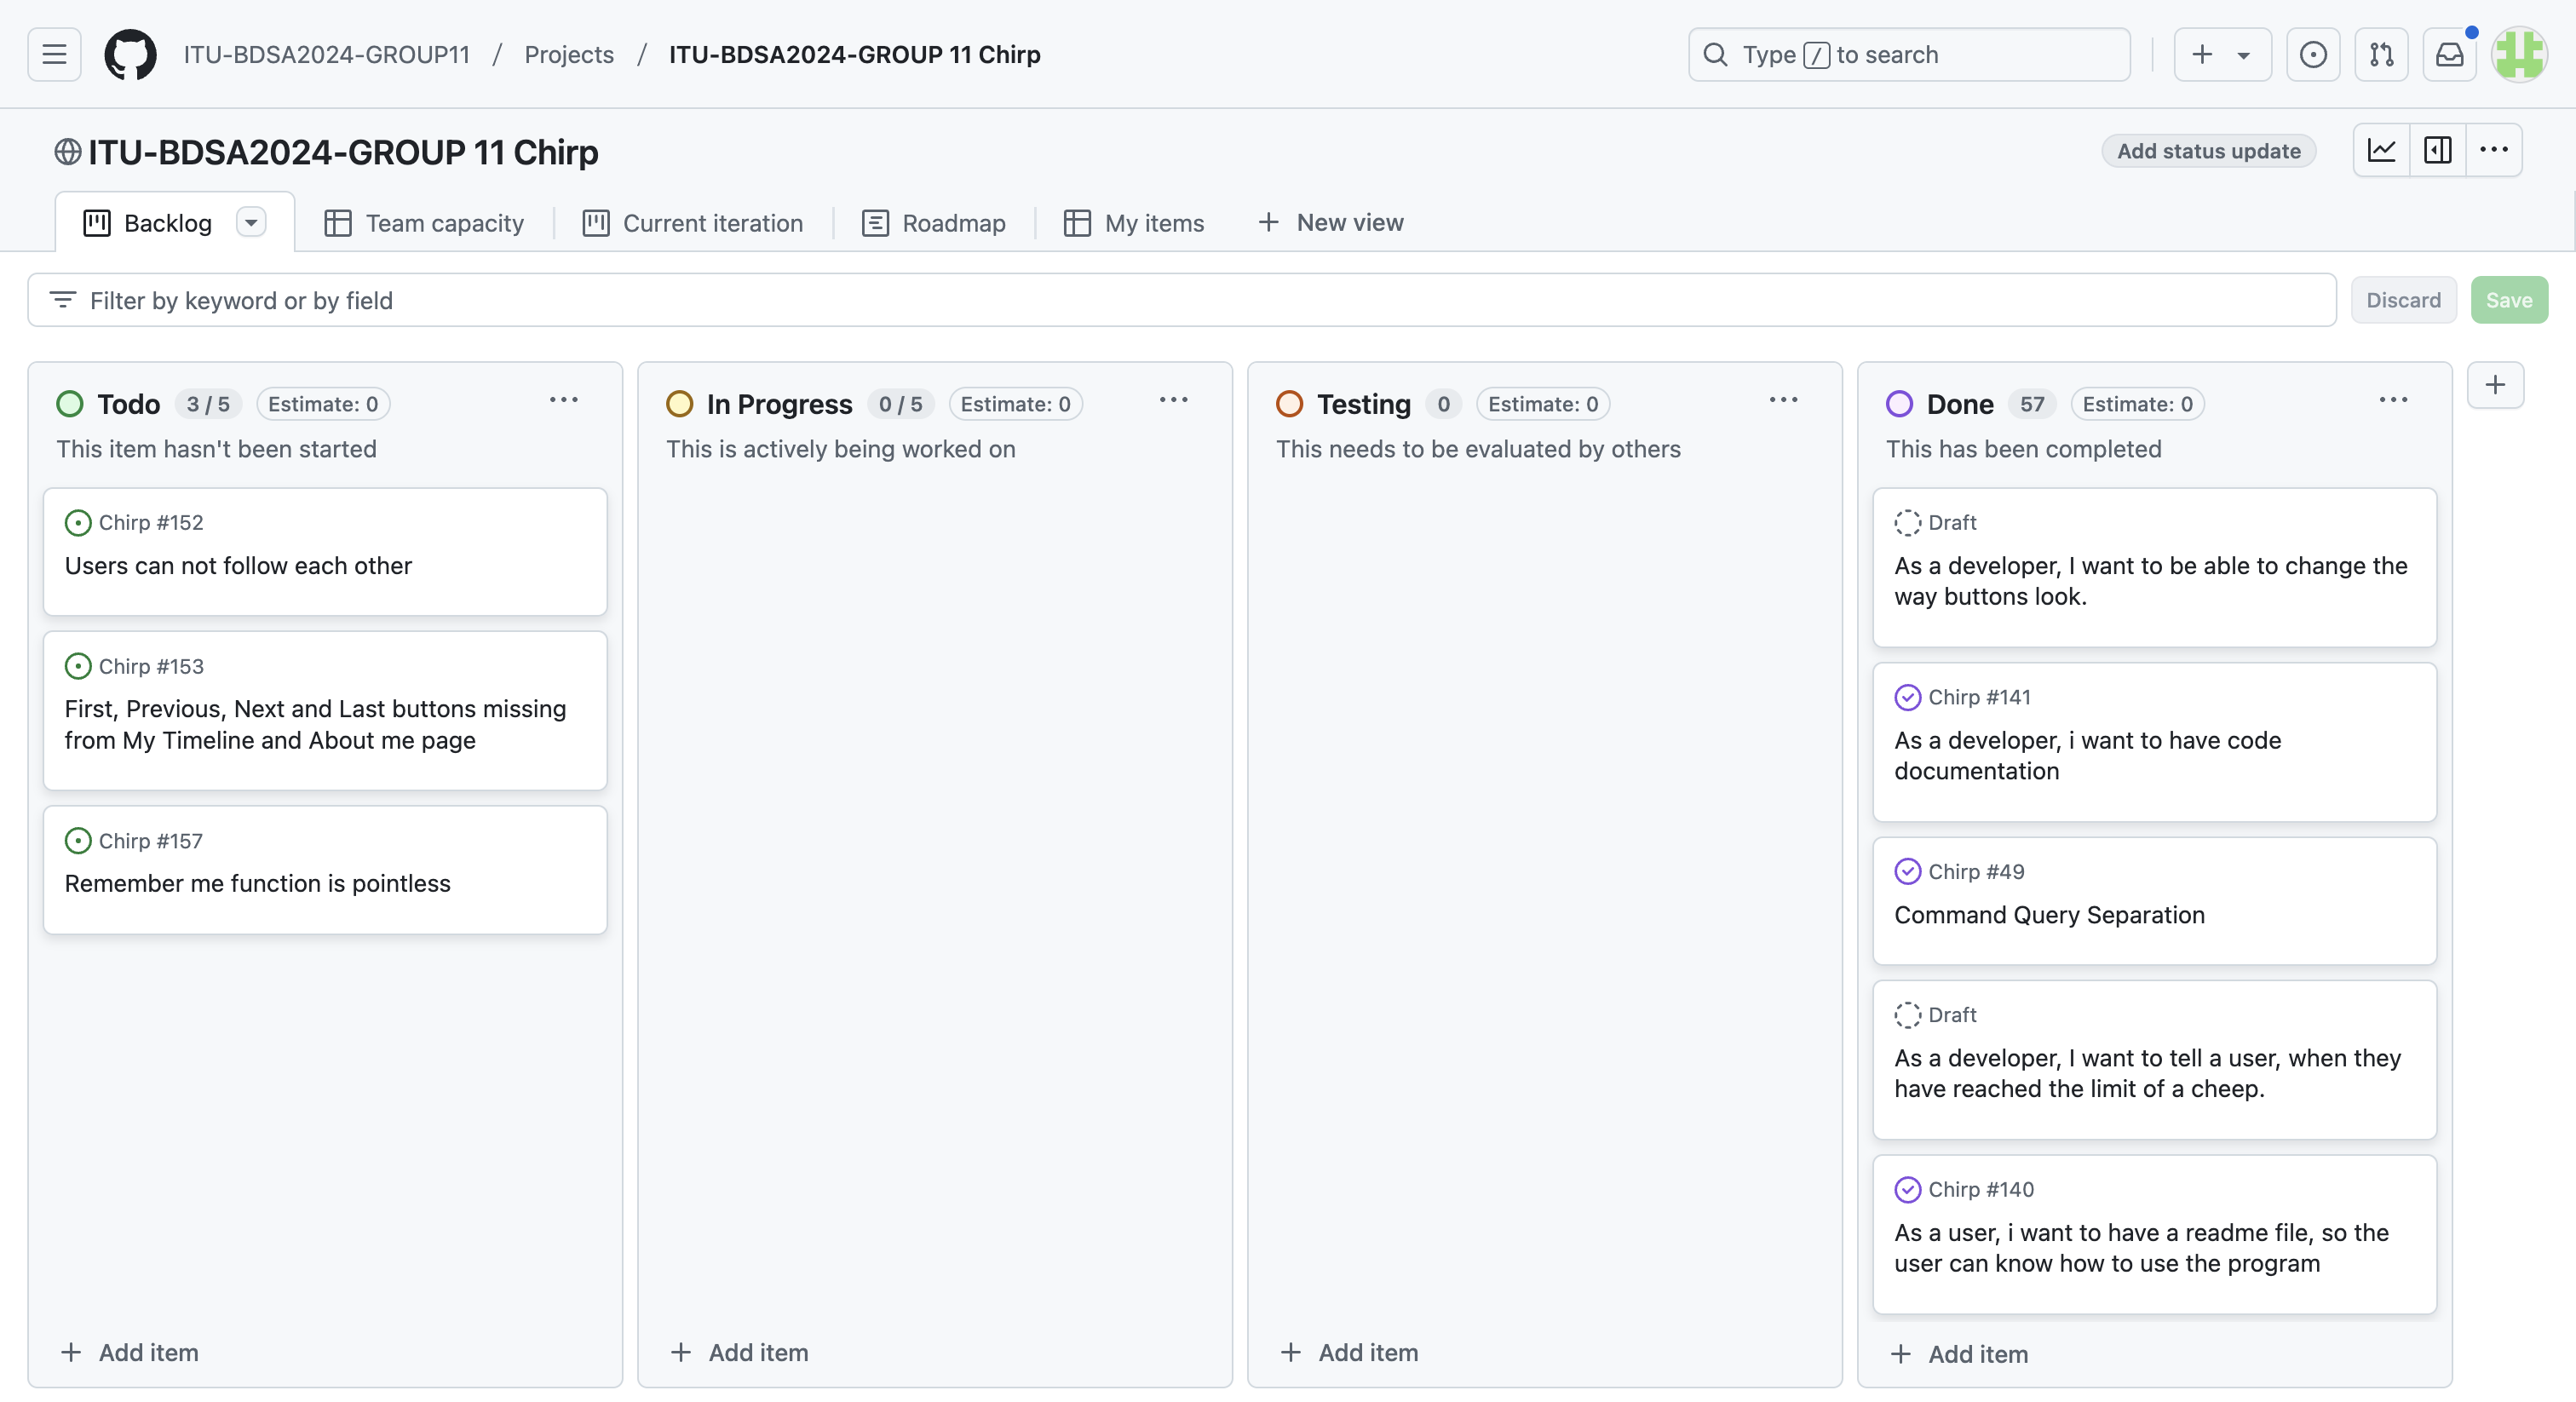 ITU-BDSA2024-GROUP11 / Projects / ITU-BDSA2024-GROUP 11 Chirp
Type / to search
ITU-BDSA2024-GROUP 11 Chirp
Add status update
Backlog
Team capacity
Current iteration
Roadmap
My items
New view
Filter by keyword or by field
Discard
Save
Todo 3 / 5 Estimate: 0
This item hasn't been started
Chirp #152
Users can not follow each other
Chirp #153
First, Previous, Next and Last buttons missing
from My Timeline and About me page
Chirp #157
Remember me function is pointless
Add item
In Progress 0 / 5 Estimate: 0
This is actively being worked on
Add item
Testing 0 Estimate: 0
This needs to be evaluated by others
Add item
Done 57 Estimate: 0
This has been completed
Draft
As a developer, I want to be able to change the
way buttons look.
Chirp #141
As a developer, i want to have code
documentation
Chirp #49
Command Query Separation
Draft
As a developer, I want to tell a user, when they
have reached the limit of a cheep.
Chirp #140
As a user, i want to have a readme file, so the
user can know how to use the program
Add item